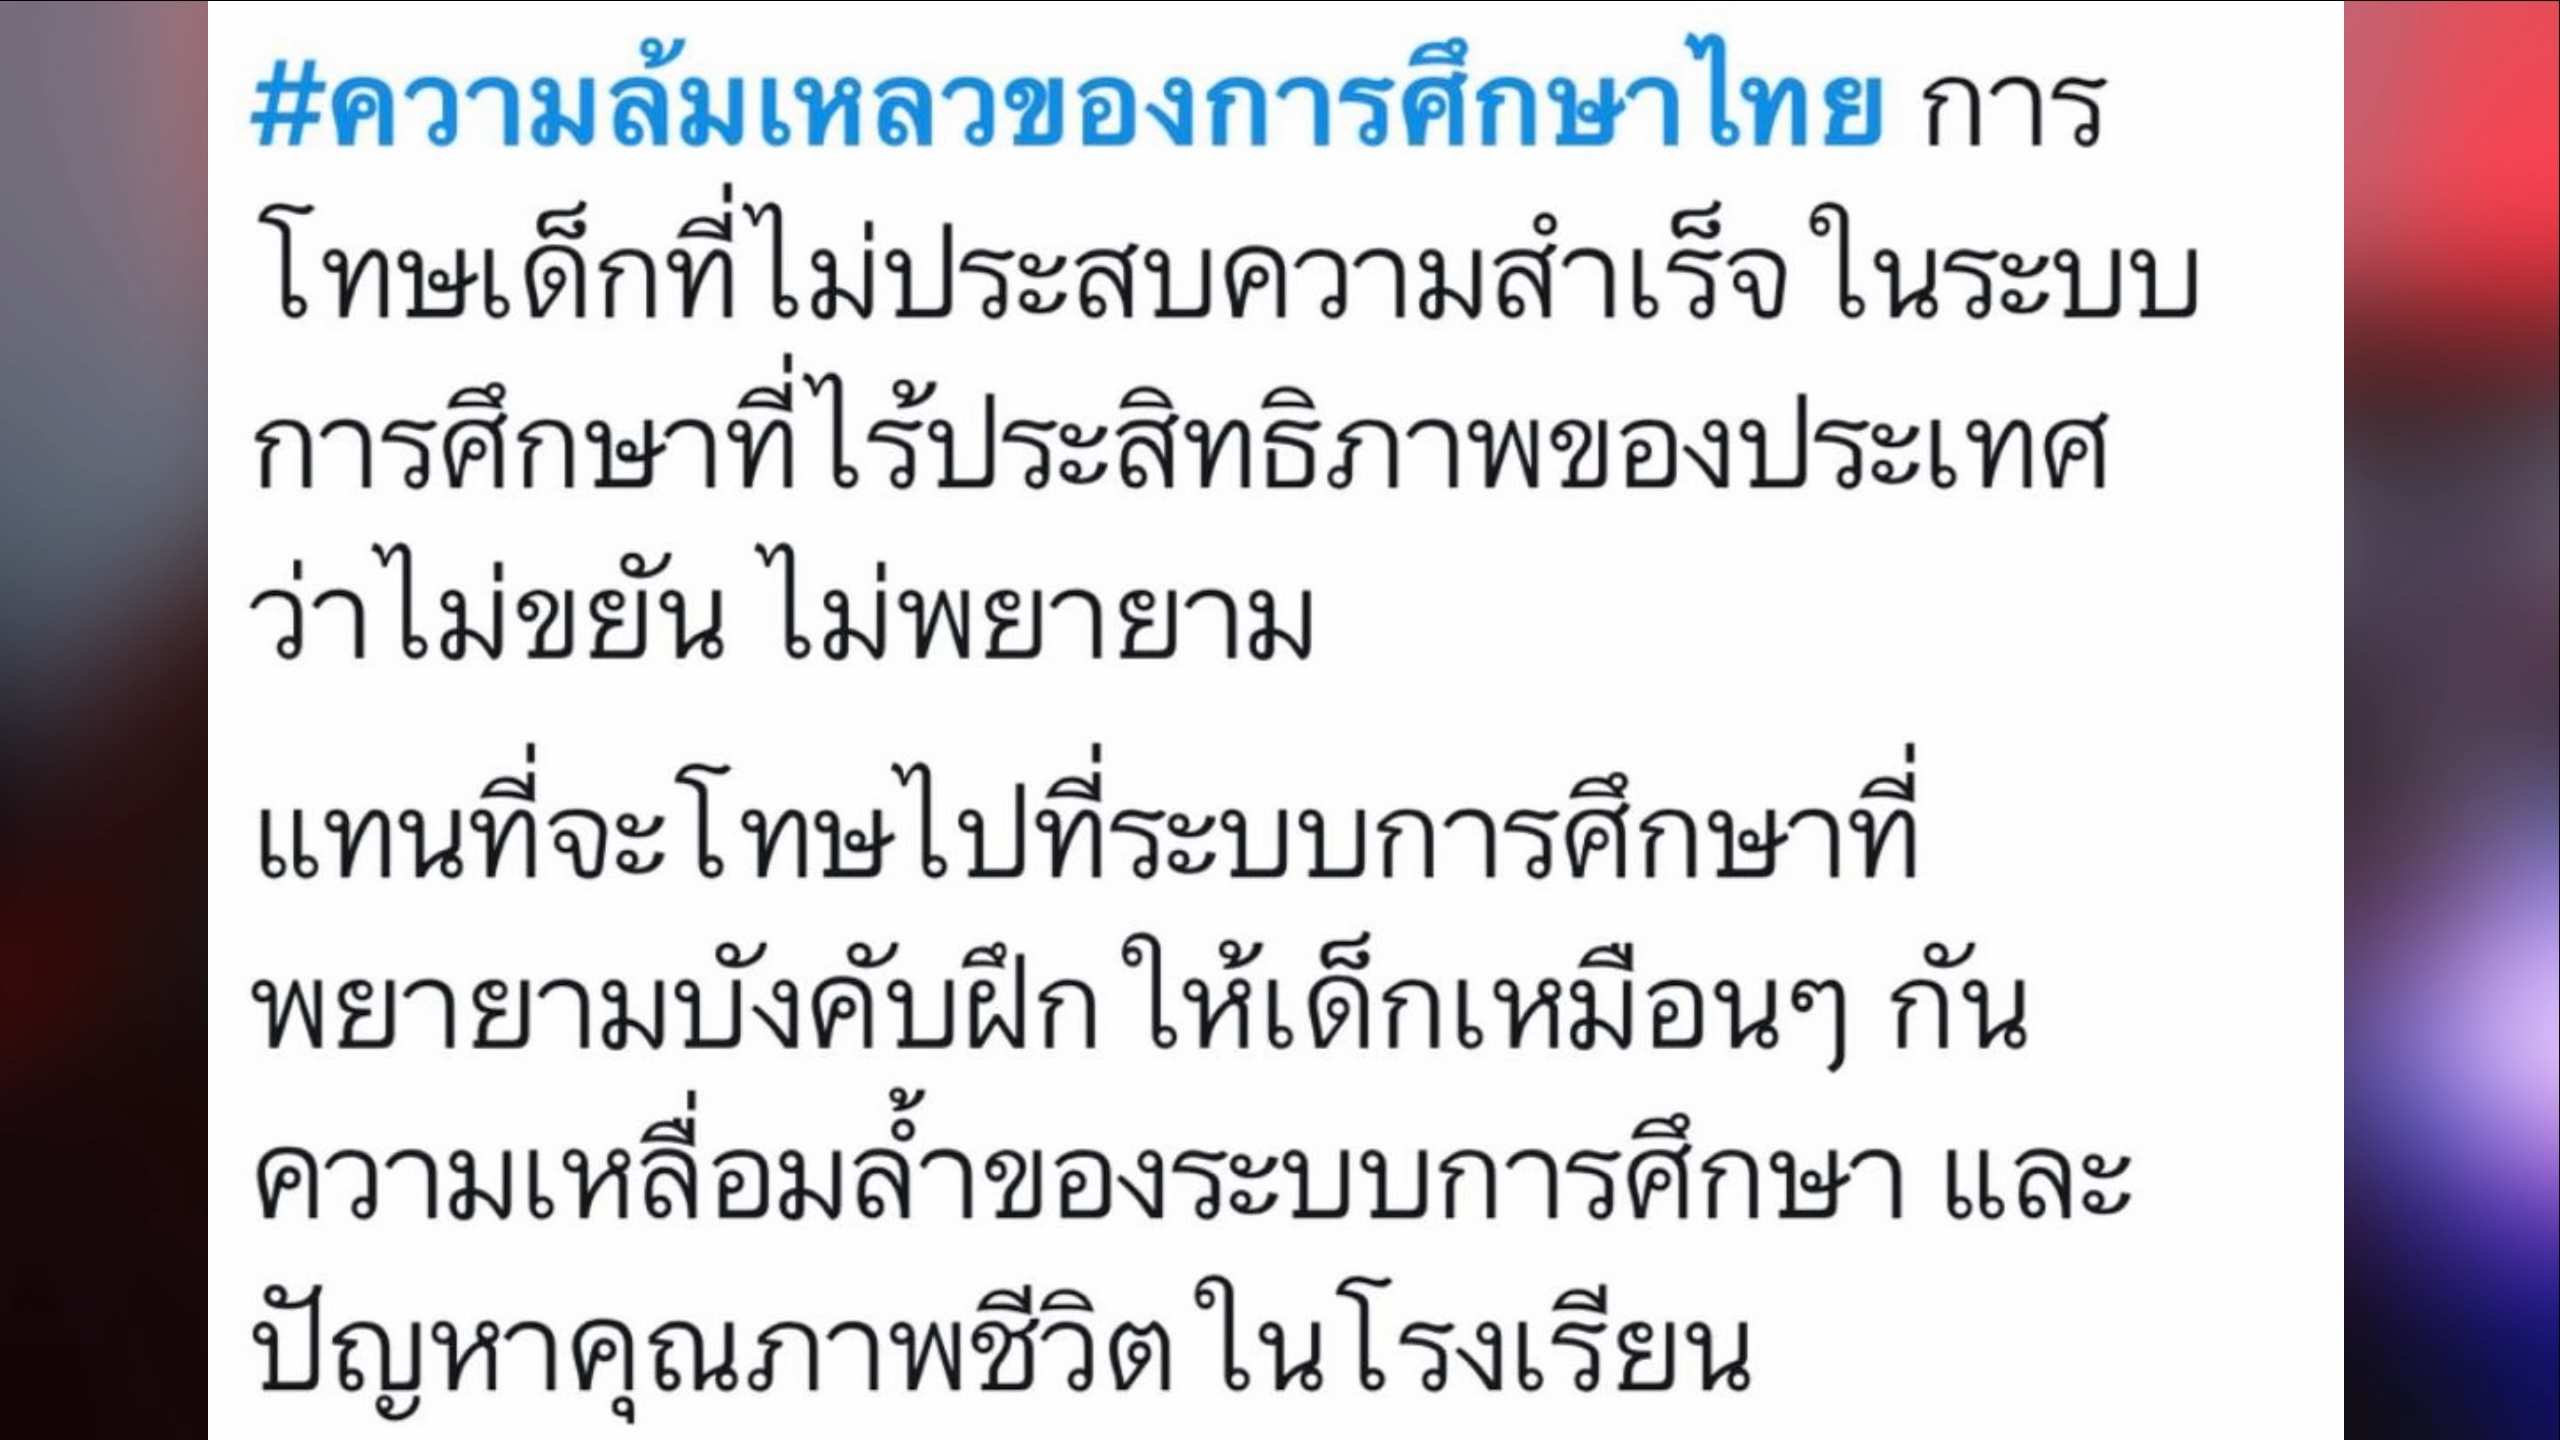 #ความล้มเหลวของการศึกษาไทย การ
โทษเด็กที่ไม่ประสบความสำเร็จ ในระบบ
การศึกษาที่ไร้ประสิทธิภาพของประเทศ
ว่าไม่ขยัน ไม่พยายาม
แทนที่จะโทษไปที่ระบบการศึกษาที่
พยายามบังคับฝึก ให้เด็กเหมือนๆ กัน
ความเหลื่อมล้ำของระบบการศึกษา และ
ปัญหาคุณภาพชีวิต ในโรงเรียน